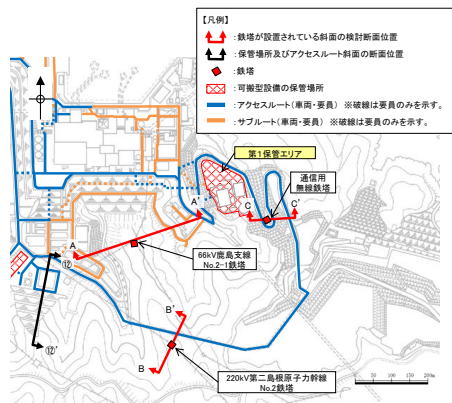 【凡例】
:鉄塔が設置されている斜面の検討断面位置
:保管場所及びアクセスルート斜面の断面位置
:鉄塔
:可搬型設備の保管場所
:アクセスルート(車両・要員) ※破線は要員のみを示す。
:サブルート(車両・要員) ※破線は要員のみを示す。
第1保管エリア
通信用
無線鉄塔
A'
C
C'
A
⑫
66kV鹿島支線
No.2-1鉄塔
B'
⑫'
B
220kV第二島根原子力幹線
No.2鉄塔
0
50
100
150
200m